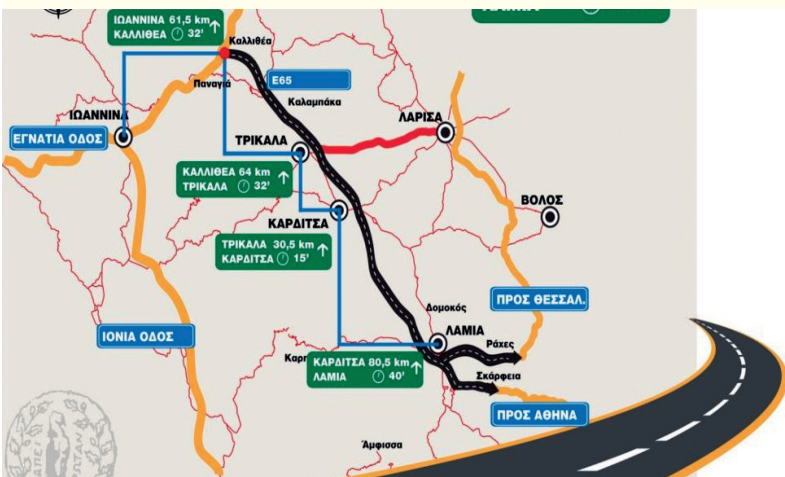 ΙΩΑΝΝΙΝΑ 61,5 km
ΚΑΛΛΙΘΕΑ 32'
Καλλιθέα
Παναγιά
E65
Καλαμπάκα
ΙΩΑΝΝΙΝΑ
ΛΑΡΙΣΑ
ΕΓΝΑΤΙΑ ΟΔΟΣ
ΤΡΙΚΑΛΑ
ΚΑΛΛΙΘΕΑ 64 km
ΤΡΙΚΑΛΑ 32'
ΒΟΛΟΣ
ΚΑΡΔΙΤΣΑ
ΤΡΙΚΑΛΑ 30,5 km
ΚΑΡΔΙΤΣΑ 15'
ΠΡΟΣ ΘΕΣΣΑΛ.
Δομοκός
ΙΟΝΙΑ ΟΔΟΣ
ΛΑΜΙΑ
Ράχες
Καρπ
ΚΑΡΔΙΤΣΑ 80,5 km
ΛΑΜΙΑ 40'
Σκάρφεια
ΠΡΟΣ ΑΘΗΝΑ
Άμφισσα